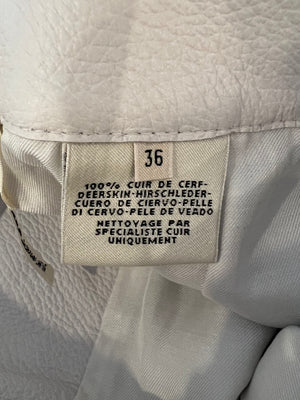 36
100% CUIR DE CERF-
DEERSKIN-HIRSCHLEDER-
CUERO DE CIERVO-PELLE
DI CERVO-PELE DE VEADO
NETTOYAGE PAR
SPECIALISTE CUIR
UNIQUEMENT